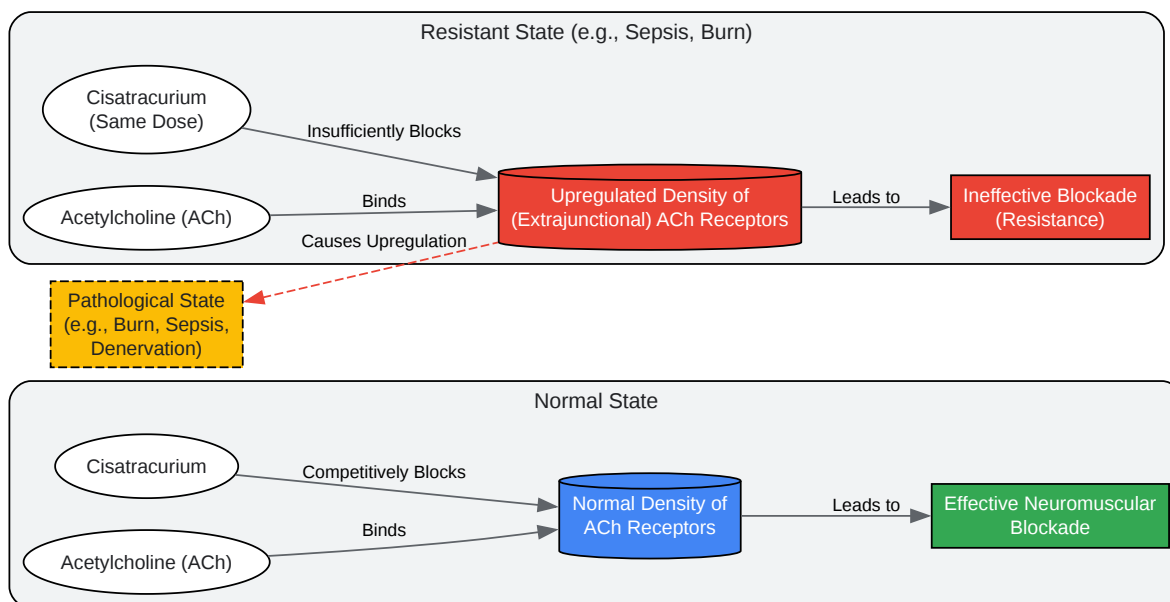 Resistant State (e.g., Sepsis, Burn)
Cisatracurium
(Same Dose)
Insufficiently Blocks
Acetylcholine (ACh)
Binds
Upregulated Density of
(Extrajunctional) ACh Receptors
Leads to
Ineffective Blockade
(Resistance)
Causes Upregulation
Pathological State
(e.g., Burn, Sepsis,
Denervation)
Normal State
Cisatracurium
Competitively Blocks
Acetylcholine (ACh)
Binds
Normal Density of
ACh Receptors
Leads to
Effective Neuromuscular
Blockade